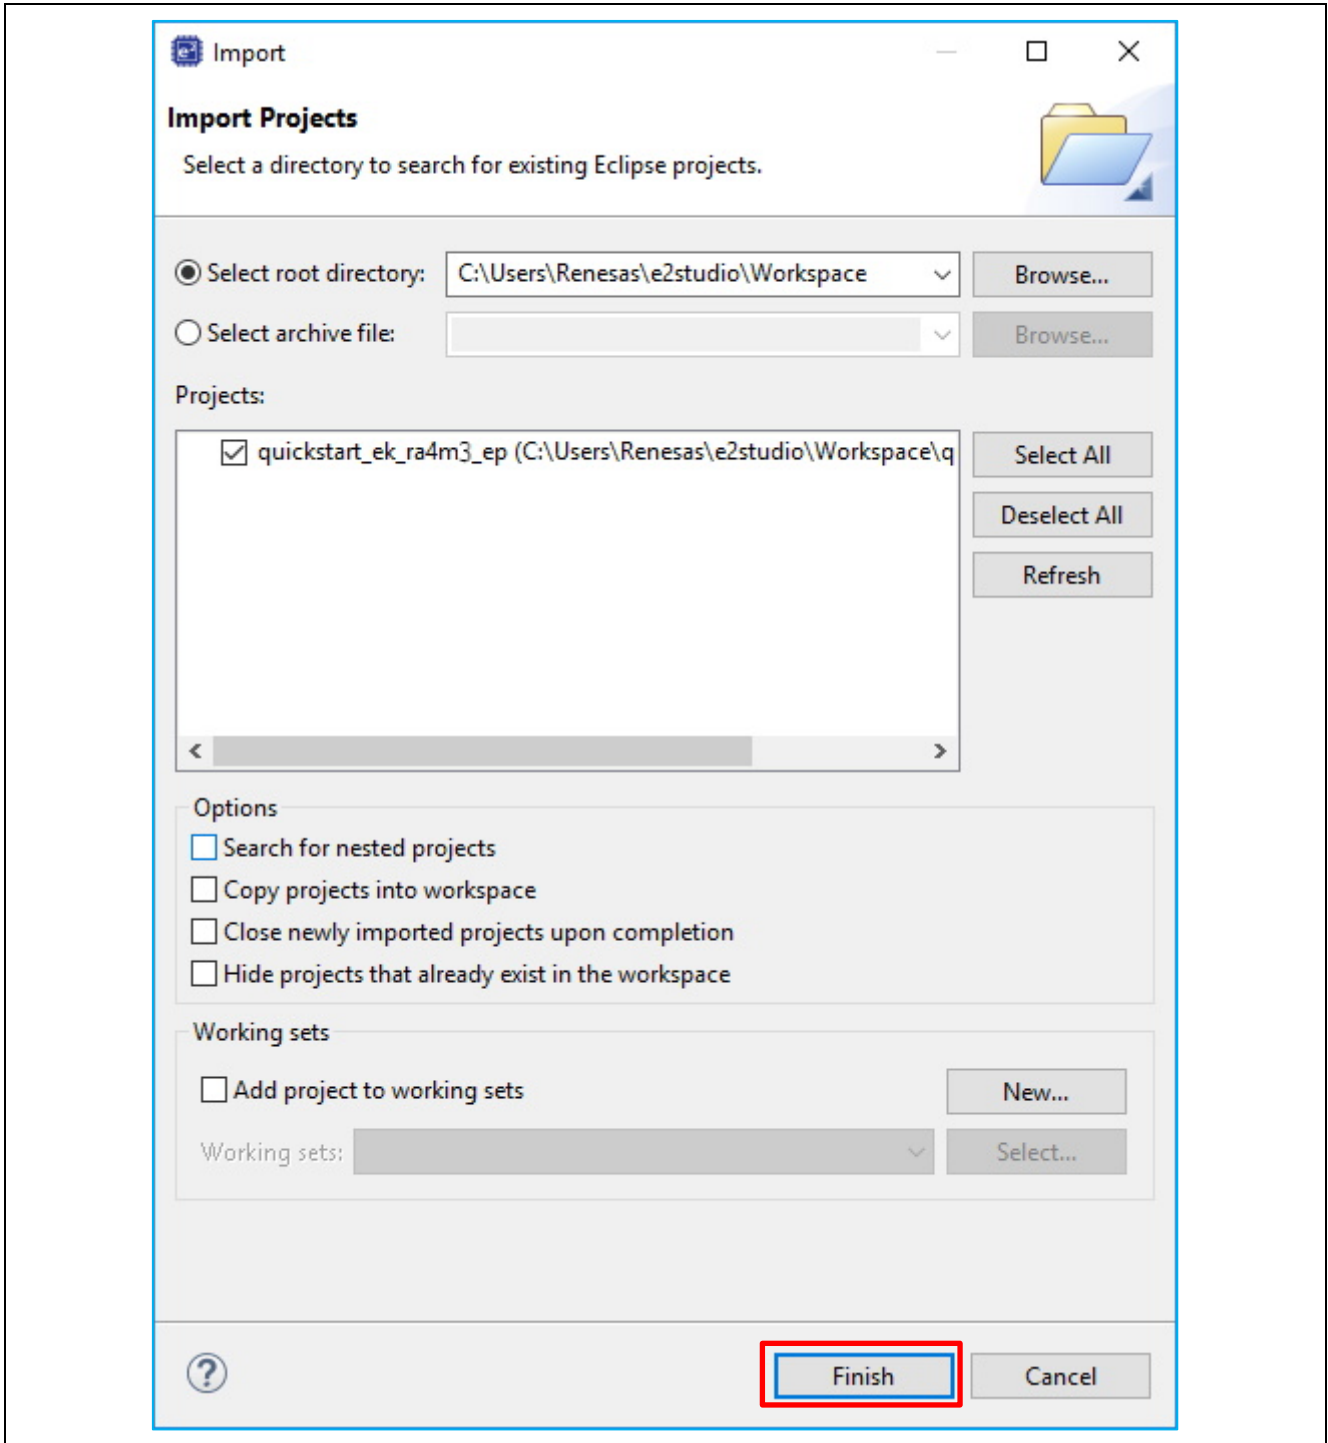 Import
Import Projects
Select a directory to search for existing Eclipse projects.
Select root directory: C:\Users\Renesas\e2studio\Workspace Browse...
Select archive file: Browse...
Projects:
quickstart_ek_ra4m3_ep (C:\Users\Renesas\e2studio\Workspace\q
Select All
Deselect All
Refresh
Options
Search for nested projects
Copy projects into workspace
Close newly imported projects upon completion
Hide projects that already exist in the workspace
Working sets
Add project to working sets New...
Working sets: Select...
Finish Cancel